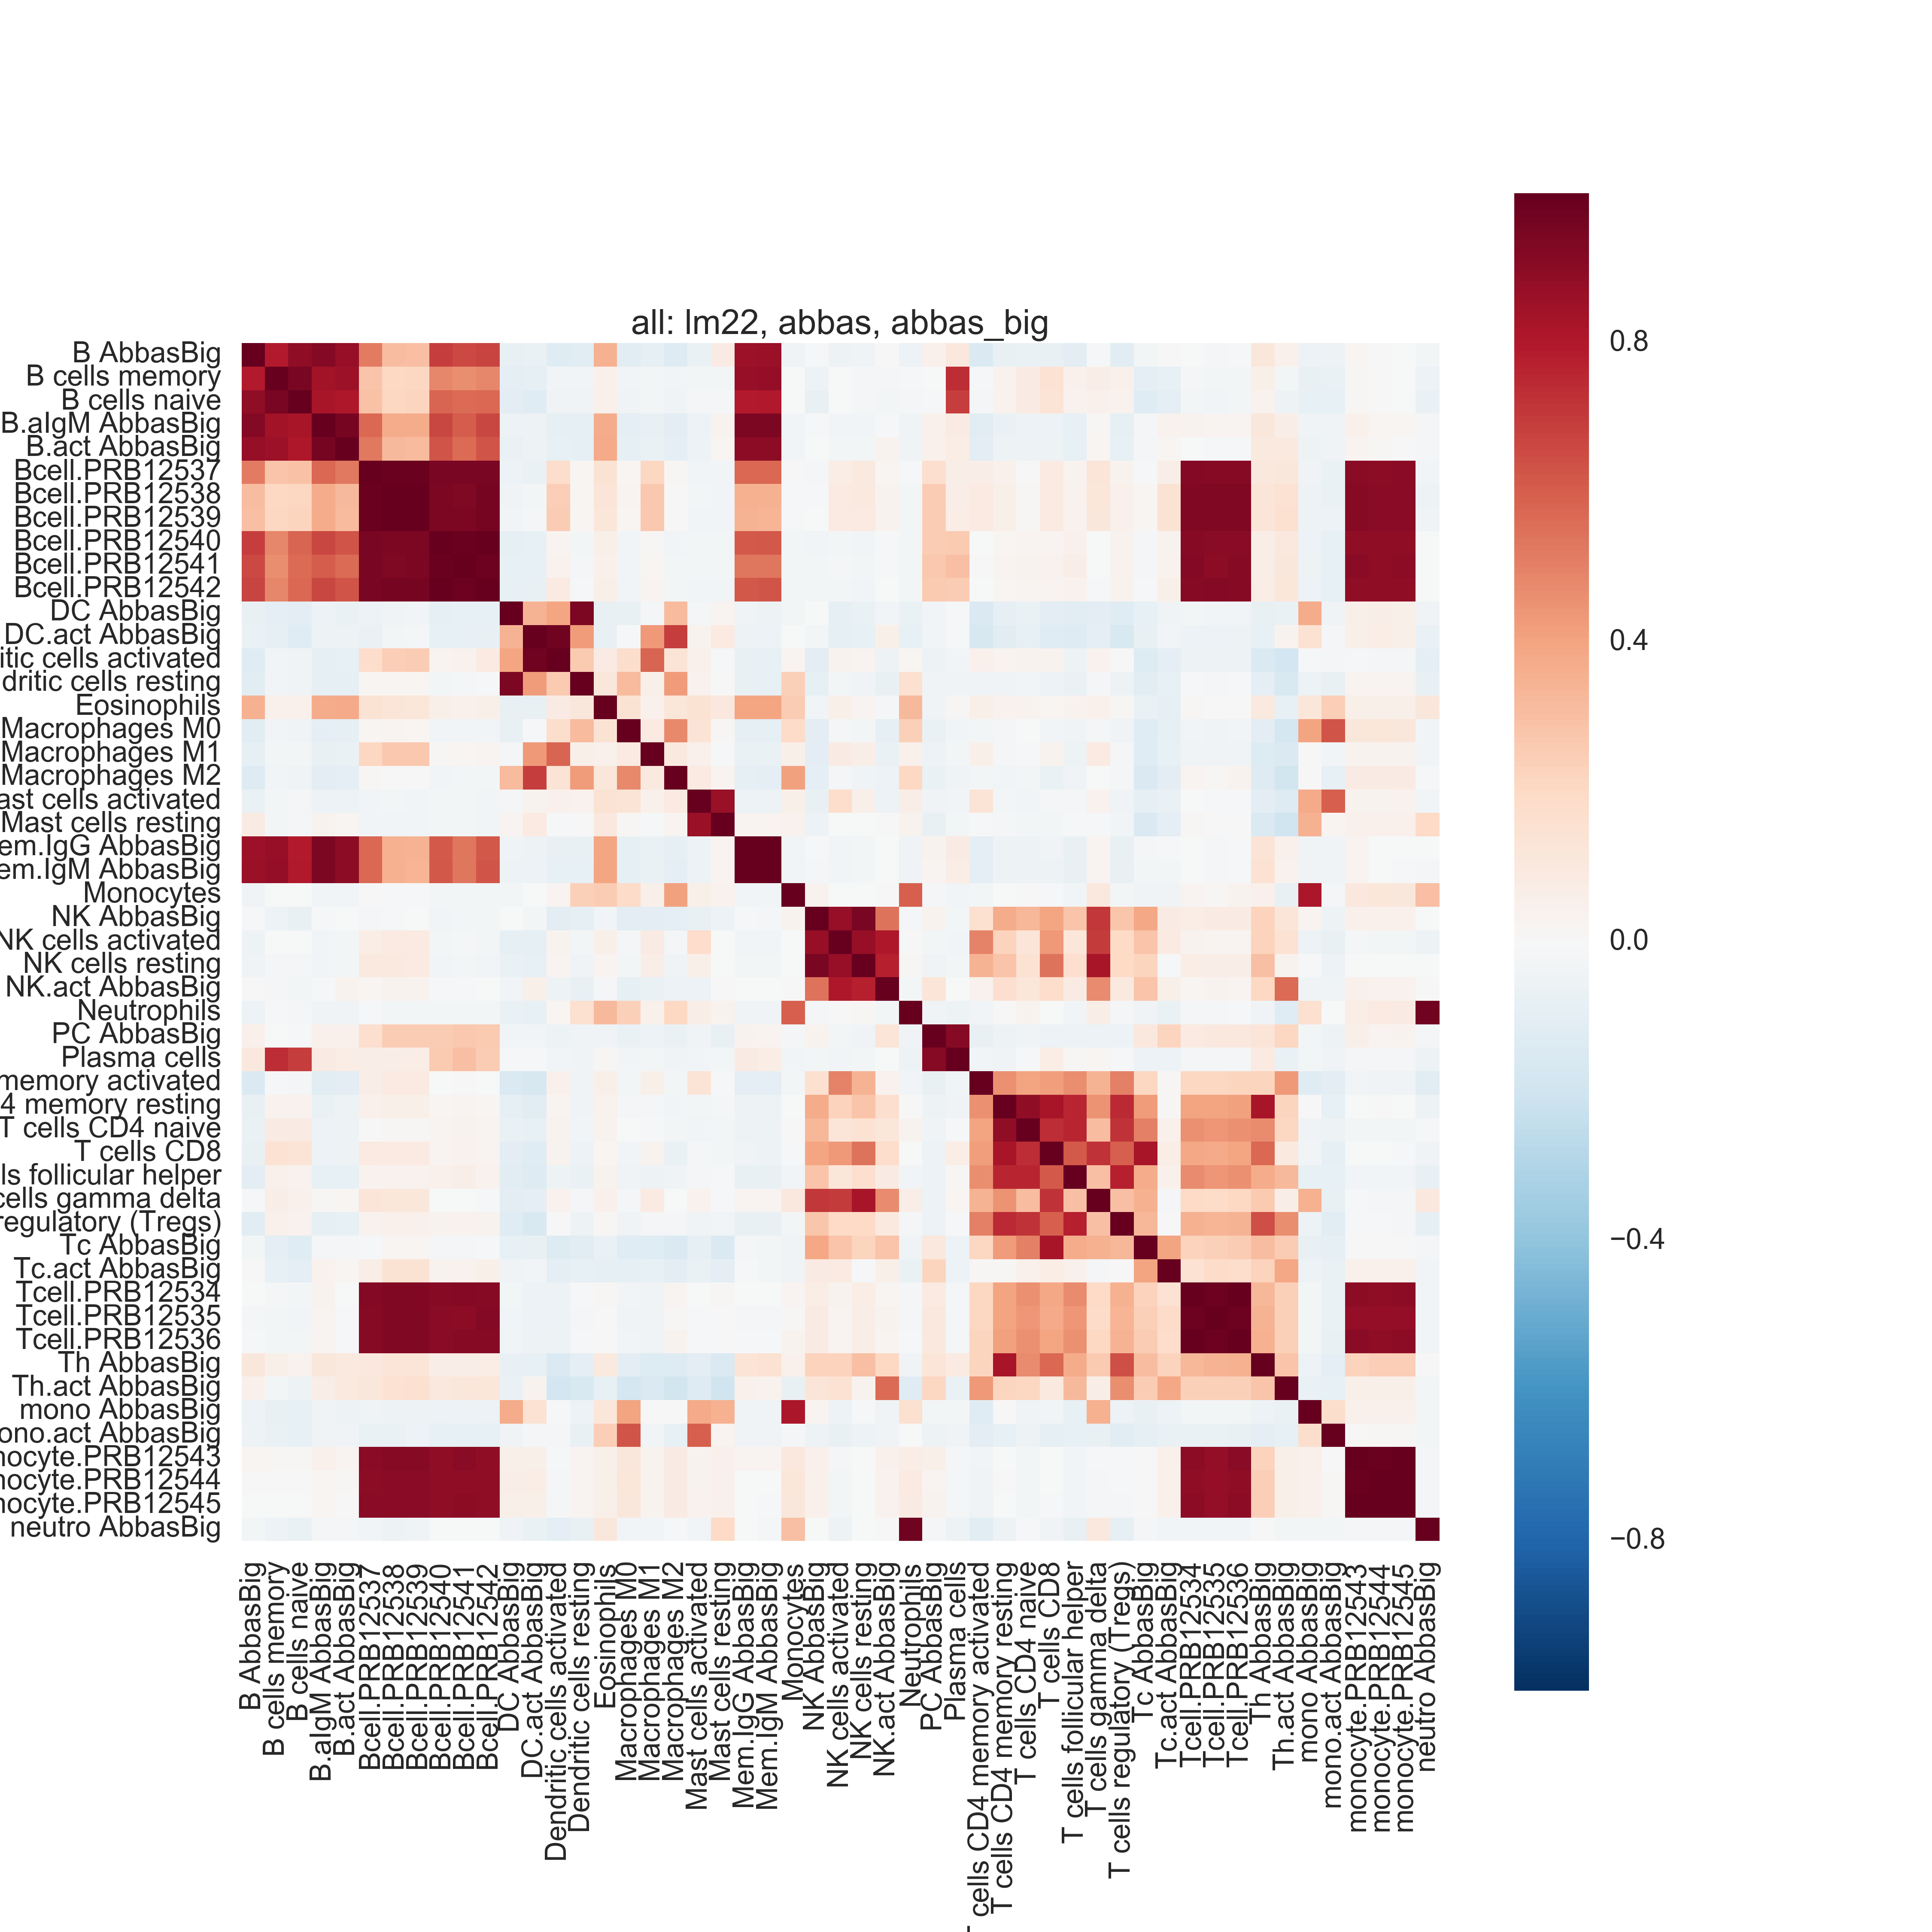 all: lm22, abbas, abbas_big
B AbbasBig
B cells memory
B cells naive
B.aIgM AbbasBig
B.act AbbasBig
Bcell.PRB12537
Bcell.PRB12538
Bcell.PRB12539
Bcell.PRB12540
Bcell.PRB12541
Bcell.PRB12542
DC AbbasBig
DC.act AbbasBig
itic cells activated
dritic cells resting
Eosinophils
Macrophages M0
Macrophages M1
Macrophages M2
ast cells activated
Mast cells resting
em.IgG AbbasBig
em.IgM AbbasBig
Monocytes
NK AbbasBig
NK cells activated
NK cells resting
NK.act AbbasBig
Neutrophils
PC AbbasBig
Plasma cells
memory activated
4 memory resting
T cells CD4 naive
T cells CD8
ls follicular helper
cells gamma delta
regulatory (Tregs)
Tc AbbasBig
Tc.act AbbasBig
Tcell.PRB12534
Tcell.PRB12535
Tcell.PRB12536
Th AbbasBig
Th.act AbbasBig
mono AbbasBig
ono.act AbbasBig
nocyte.PRB12543
nocyte.PRB12544
nocyte.PRB12545
neutro AbbasBig
B AbbasBig
B cells memory
B cells naive
B.aIgM AbbasBig
B.act AbbasBig
Bcell.PRB12537
Bcell.PRB12538
Bcell.PRB12539
Bcell.PRB12540
Bcell.PRB12541
Bcell.PRB12542
DC AbbasBig
DC.act AbbasBig
Dendritic cells activated
Dendritic cells resting
Eosinophils
Macrophages M0
Macrophages M1
Macrophages M2
Mast cells activated
Mast cells resting
Mem.IgG AbbasBig
Mem.IgM AbbasBig
Monocytes
NK AbbasBig
NK cells activated
NK cells resting
NK.act AbbasBig
Neutrophils
PC AbbasBig
Plasma cells
T cells CD4 memory activated
T cells CD4 memory resting
T cells CD4 naive
T cells CD8
T cells follicular helper
T cells gamma delta
T cells regulatory (Tregs)
Tc AbbasBig
Tc.act AbbasBig
Tcell.PRB12534
Tcell.PRB12535
Tcell.PRB12536
Th AbbasBig
Th.act AbbasBig
mono AbbasBig
mono.act AbbasBig
monocyte.PRB12543
monocyte.PRB12544
monocyte.PRB12545
neutro AbbasBig
0.8
0.4
0.0
−0.4
−0.8